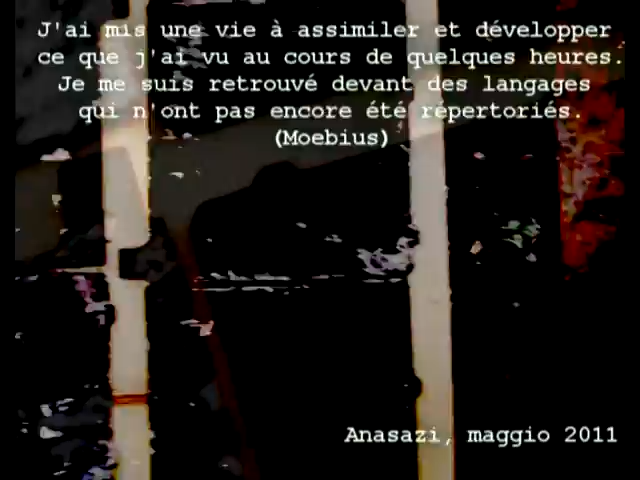 J'ai mis une vie à assimiler et développer
ce que j'ai vu au cours de quelques heures.
Je me suis retrouvé devant des langages
qui n'ont pas encore été répertoriés.
(Moebius)
Anasazi, maggio 2011